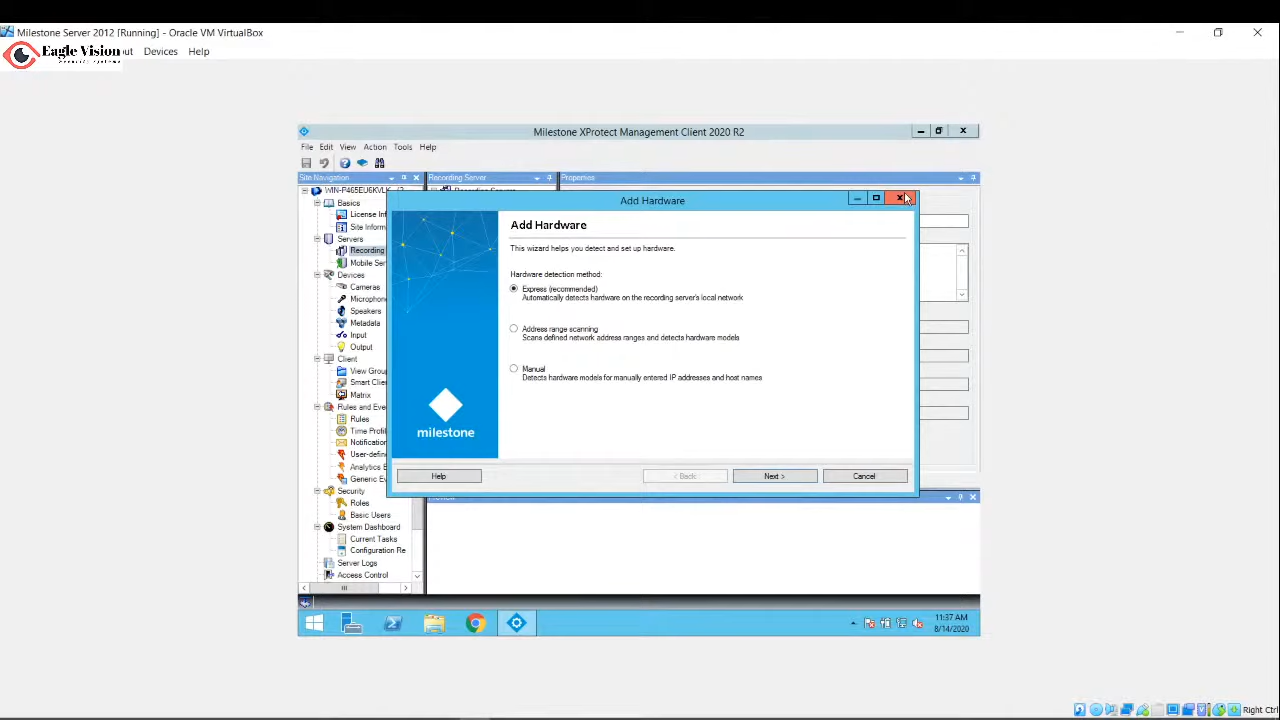 Milestone Server 2012 [Running] - Oracle VM VirtualBox
Eagle Vision
ut Devices Help
Milestone XProtect Management Client 2020 R2
File Edit View Action Tools Help
Site Navigation
Recording Server
Properties
WIN-P465EU6KVL
Basics
License Inf
Site Inform
Servers
Recording
Mobile Ser
Devices
Cameras
Microphon
Speakers
Metadata
Input
Output
Client
View Group
Smart Clie
Matrix
Rules and Eve
Rules
Time Profil
Notification
User-defin
Analytics E
Generic Ev
Security
Roles
Basic Users
System Dashboard
Current Tasks
Configuration Re
Server Logs
Access Control
Add Hardware
Add Hardware
This wizard helps you detect and set up hardware.
Hardware detection method:
Express (recommended)
Automatically detects hardware on the recording server's local network
Address range scanning
Scans defined network address ranges and detects hardware models
Manual
Detects hardware models for manually entered IP addresses and host names
milestone
Help
< Back
Next >
Cancel
11:37 AM
8/14/2020
Right Ctrl